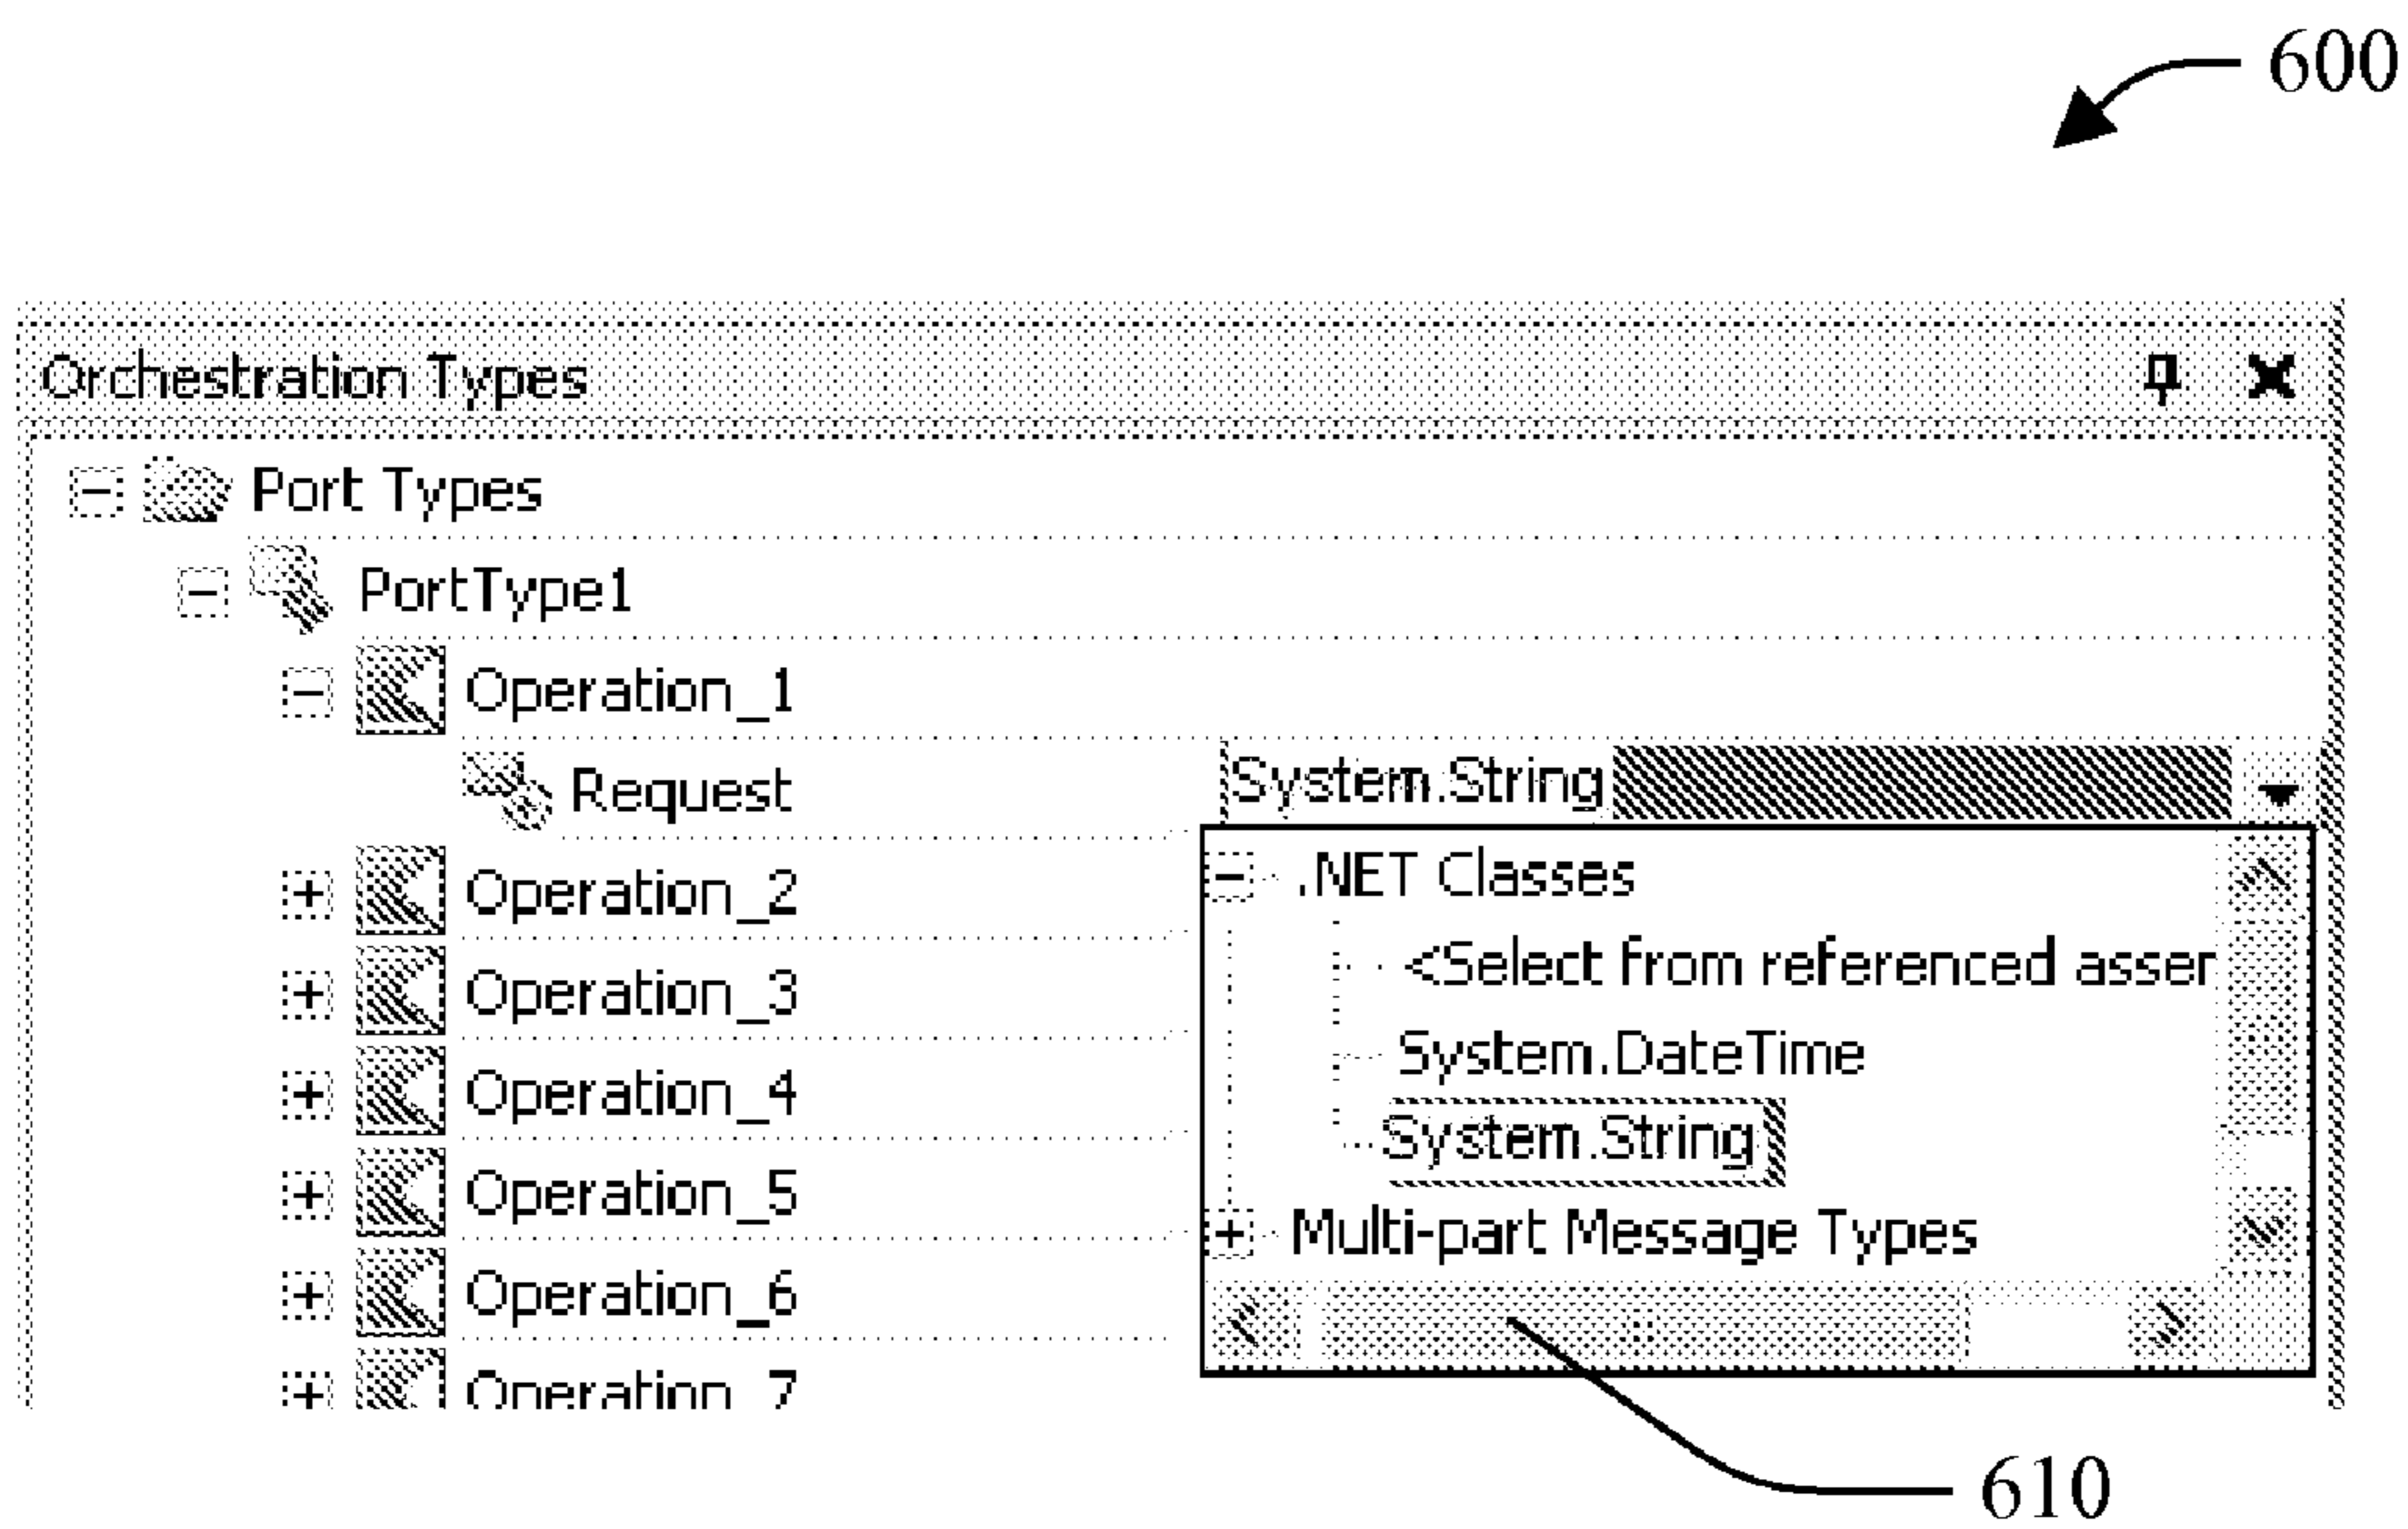 600
Orchestration Types
Port Types
PortType1
Operation_1
Request
System.String
Operation_2
Operation_3
Operation_4
Operation_5
Operation_6
Operation_7
.NET Classes
<Select from referenced asser
System.DateTime
System.String
Multi-part Message Types
610